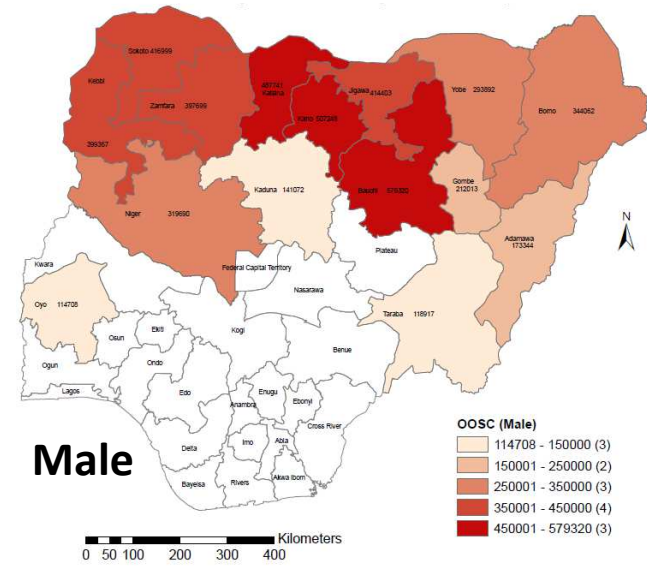 Sokoto 416999
Kebbi
Zamfara 397699
Katsina
Kano
Jigawa
414403
Yobe 293892
Borno 344062
Bauchi 579320
Gombe
212013
Kaduna 141072
Niger 319690
Adamawa
173344
N
Kwara
Federal Capital Territory
Plateau
Nasarawa
Oyo 114708
Taraba 118917
Osun
Ekiti
Kogi
Benue
Ogun
Ondo
Lagos
Edo
Anambra
Enugu
Ebonyi
Cross River
Delta
Imo
Abia
Bayelsa
Rivers
Akwa Ibom
Male
OOSC (Male)
114708 - 150000 (3)
150001 - 250000 (2)
250001 - 350000 (3)
350001 - 450000 (4)
450001 - 579320 (3)
Kilometers
0 50 100 200 300 400